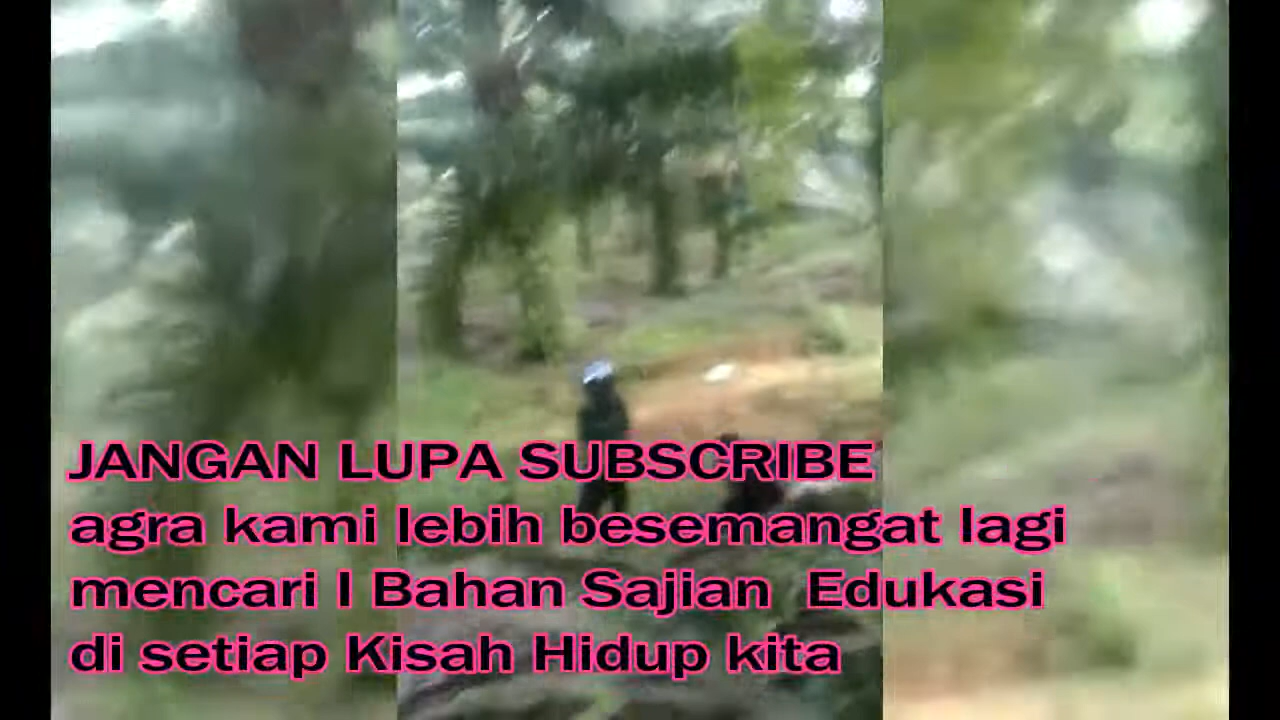 JANGAN LUPA SUBSCRIBE
agra kami lebih besemangat lagi
mencari I Bahan Sajian Edukasi
di setiap Kisah Hidup kita